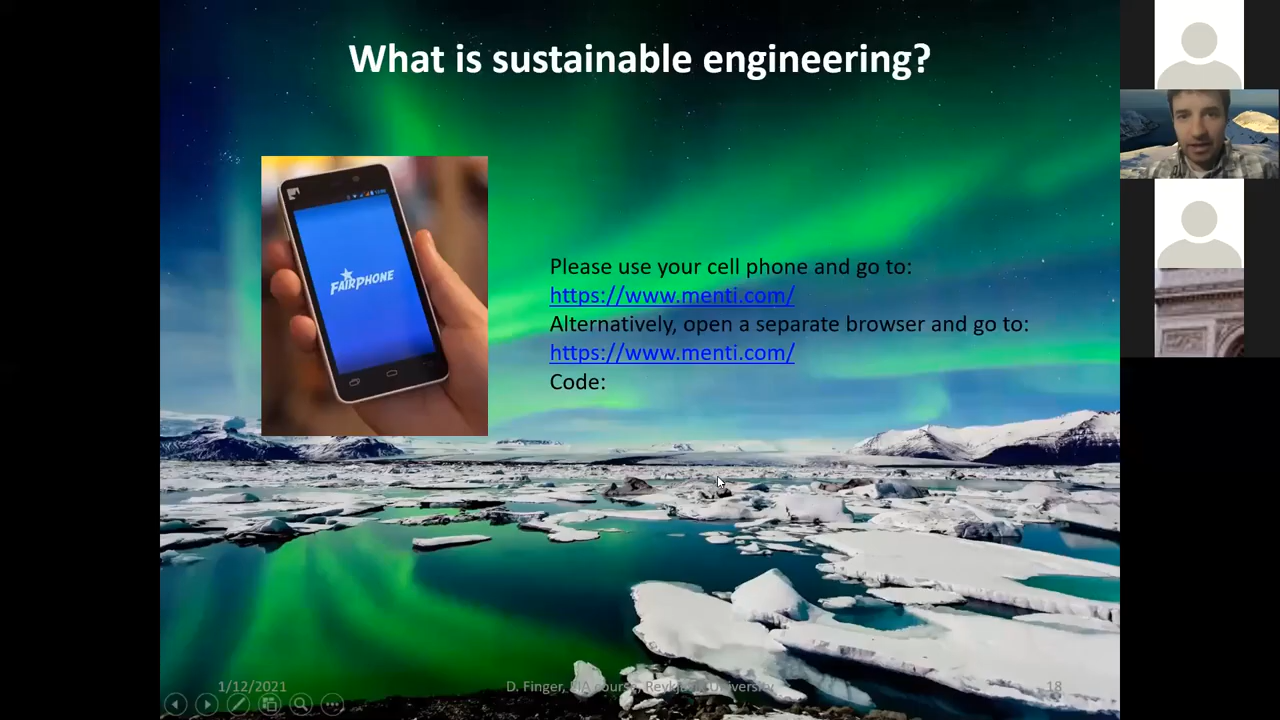 What is sustainable engineering?
FAIRPHONE
Please use your cell phone and go to:
https://www.menti.com/
Alternatively, open a separate browser and go to:
https://www.menti.com/
Code:
1/12/2021
D. Finger, EIA course, Reykjavik University
18